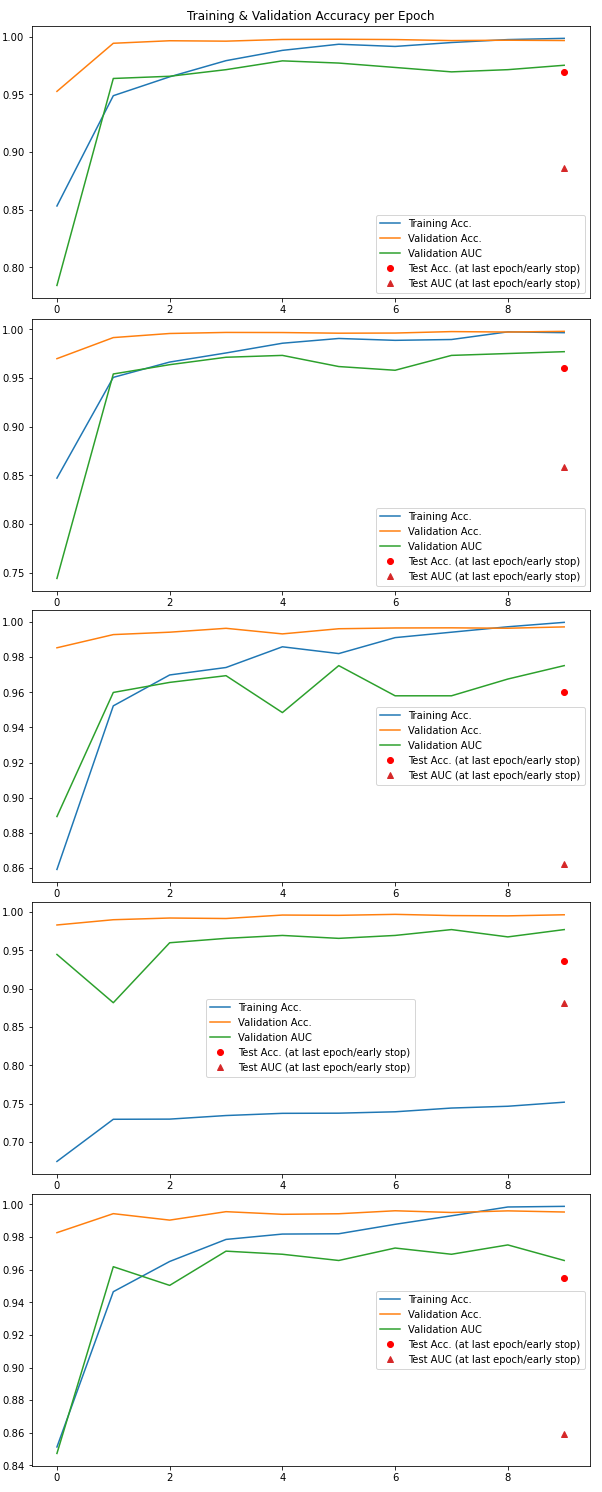 Training & Validation Accuracy per Epoch
1.00
0.95
0.90
0.85
0.80
Training Acc.
Validation Acc.
Validation AUC
Test Acc. (at last epoch/early stop)
Test AUC (at last epoch/early stop)
0 2 4 6 8
1.00
0.95
0.90
0.85
0.80
0.75
Training Acc.
Validation Acc.
Validation AUC
Test Acc. (at last epoch/early stop)
Test AUC (at last epoch/early stop)
0 2 4 6 8
1.00
0.98
0.96
0.94
0.92
0.90
0.88
0.86
Training Acc.
Validation Acc.
Validation AUC
Test Acc. (at last epoch/early stop)
Test AUC (at last epoch/early stop)
0 2 4 6 8
1.00
0.95
0.90
0.85
0.80
0.75
0.70
Training Acc.
Validation Acc.
Validation AUC
Test Acc. (at last epoch/early stop)
Test AUC (at last epoch/early stop)
0 2 4 6 8
1.00
0.98
0.96
0.94
0.92
0.90
0.88
0.86
0.84
Training Acc.
Validation Acc.
Validation AUC
Test Acc. (at last epoch/early stop)
Test AUC (at last epoch/early stop)
0 2 4 6 8